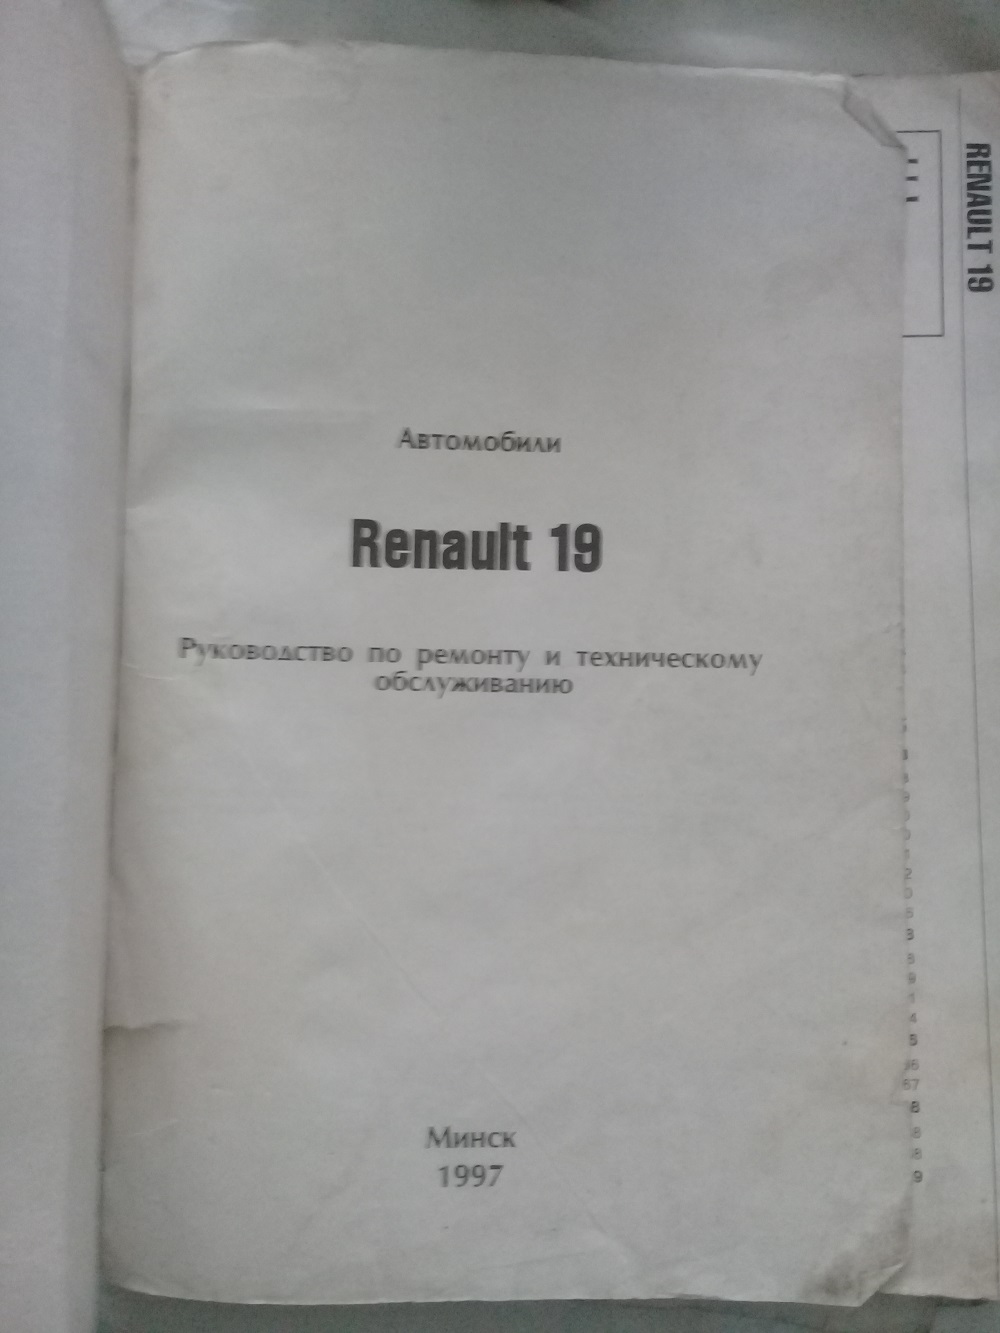 Автомобили
Renault 19
Руководство по ремонту и техническому
обслуживанию
Минск
1997
RENAULT 19